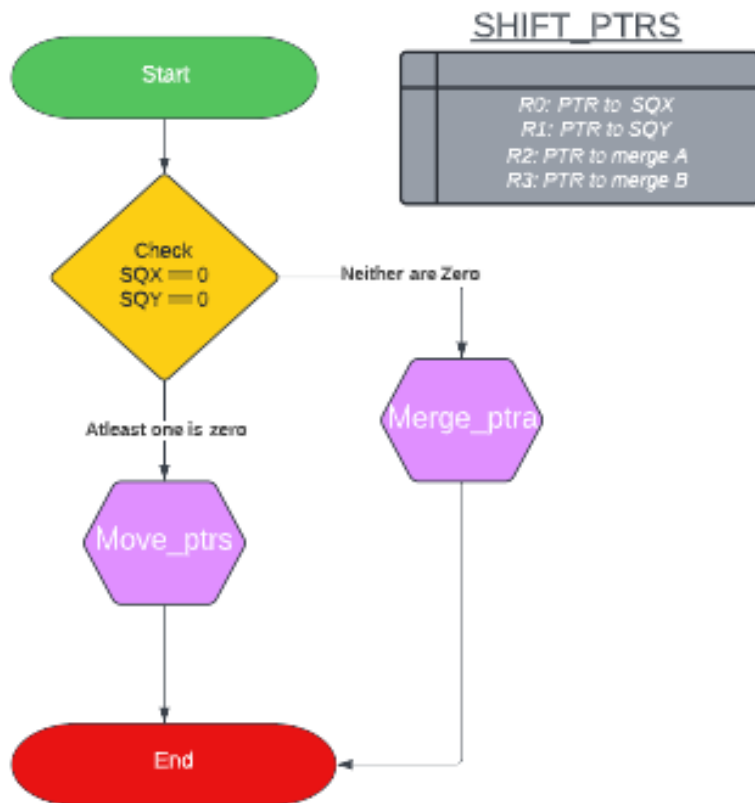 SHIFT_PTRS
Start
R0: PTR to SQX
R1: PTR to SQY
R2: PTR to merge A
R3: PTR to merge B
Check
SQX == 0
SQY == 0
Neither are Zero
Merge_ptra
Atleast one is zero
Move_ptrs
End